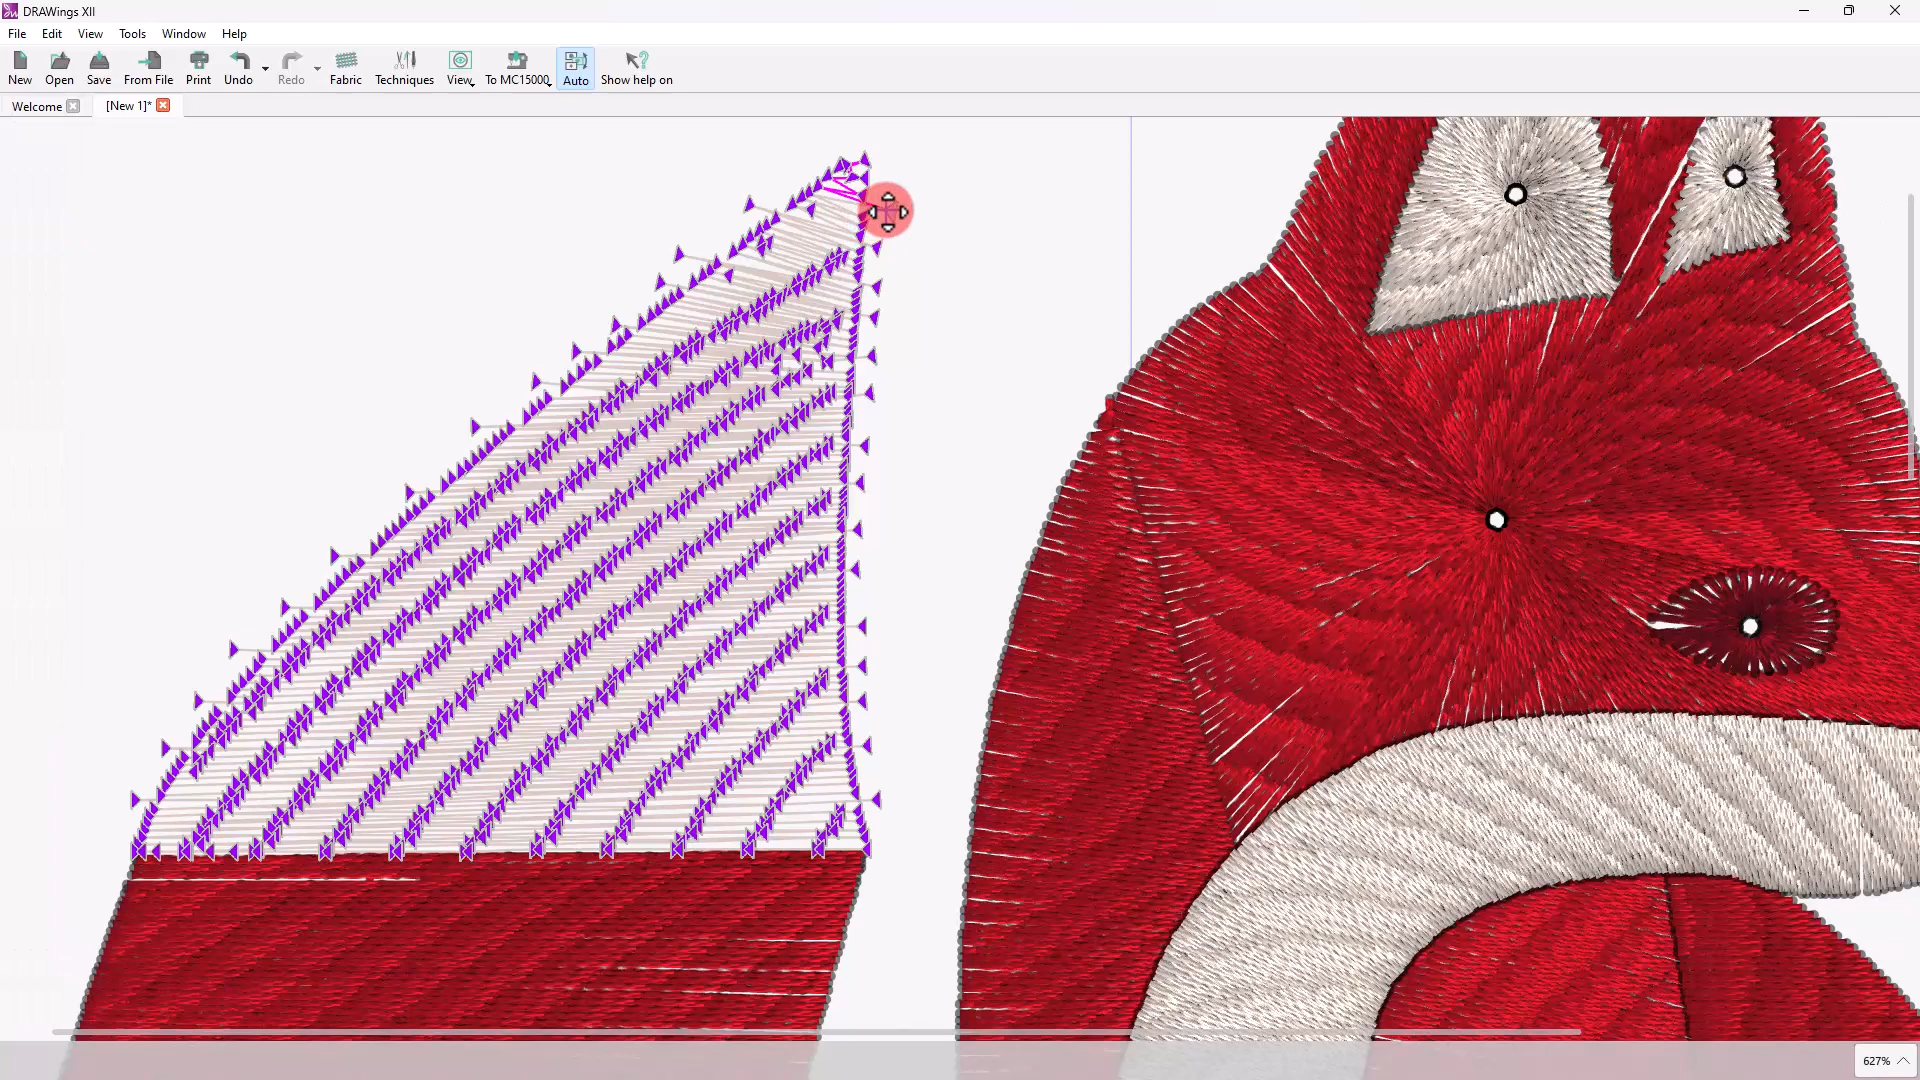 DRAWings XII
File Edit View Tools Window Help
New Open Save From File Print Undo Redo Fabric Techniques View To MC15000 Auto Show help on
Welcome [New 1]*
627%